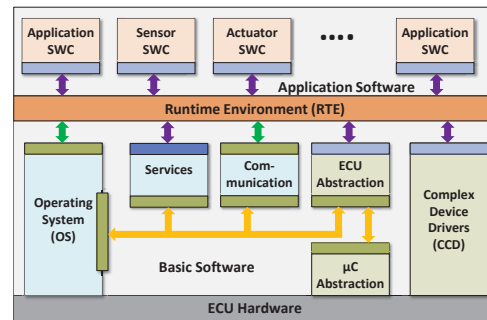 Application
SWC
Sensor
SWC
Actuator
SWC
Application
SWC
Application Software
Runtime Environment (RTE)
Operating
System
(OS)
Services
Com-
munication
ECU
Abstraction
Complex
Device
Drivers
(CCD)
Basic Software
µC
Abstraction
ECU Hardware